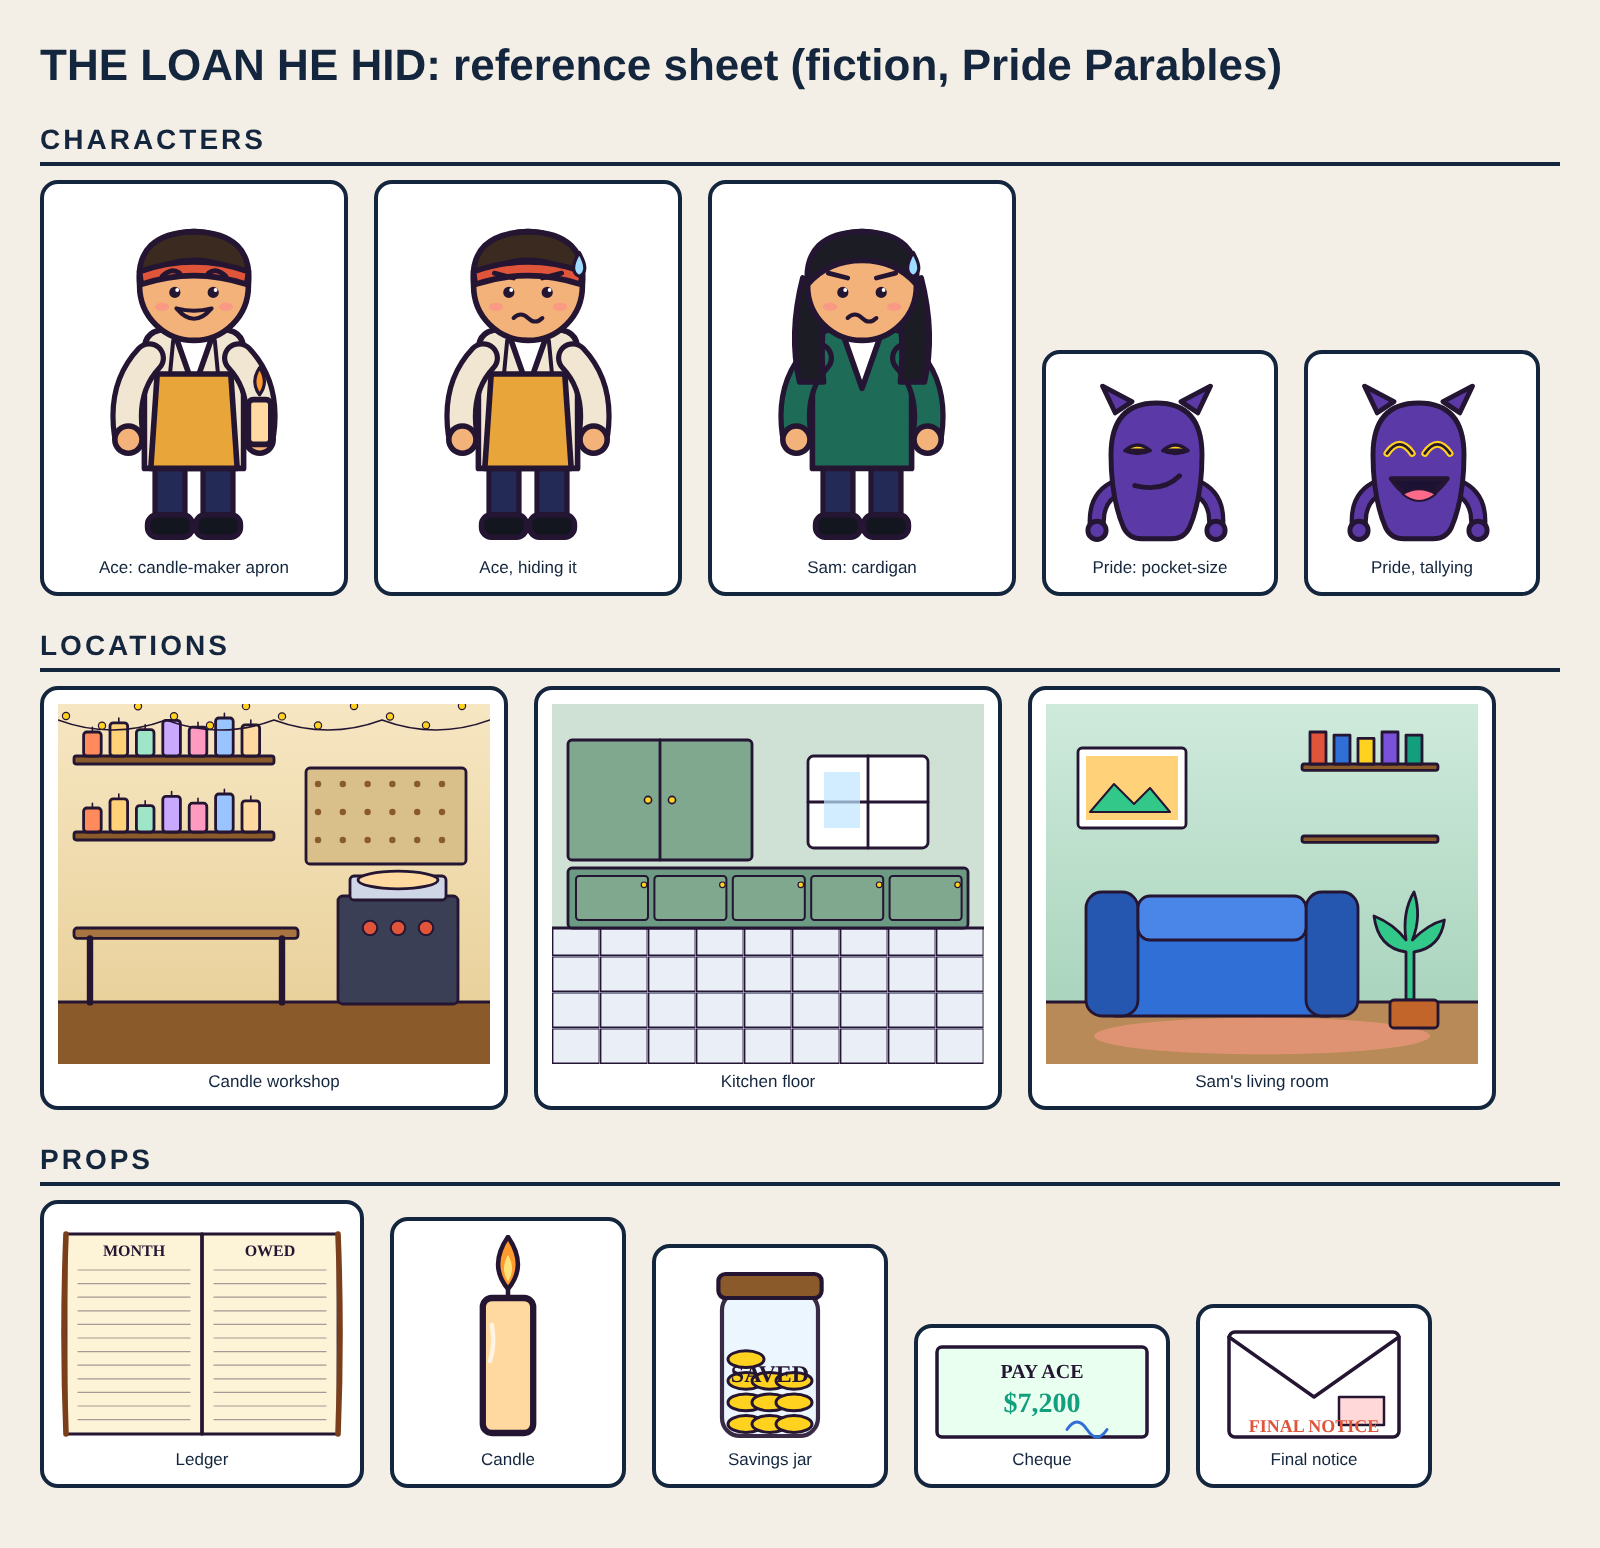 THE LOAN HE HID: reference sheet (fiction, Pride Parables)
CHARACTERS
Ace: candle-maker apron
Ace, hiding it
Sam: cardigan
Pride: pocket-size
Pride, tallying
LOCATIONS
Candle workshop
Kitchen floor
Sam's living room
PROPS
MONTH
OWED
Ledger
Candle
SAVED
Savings jar
PAY ACE
$7,200
Cheque
FINAL NOTICE
Final notice